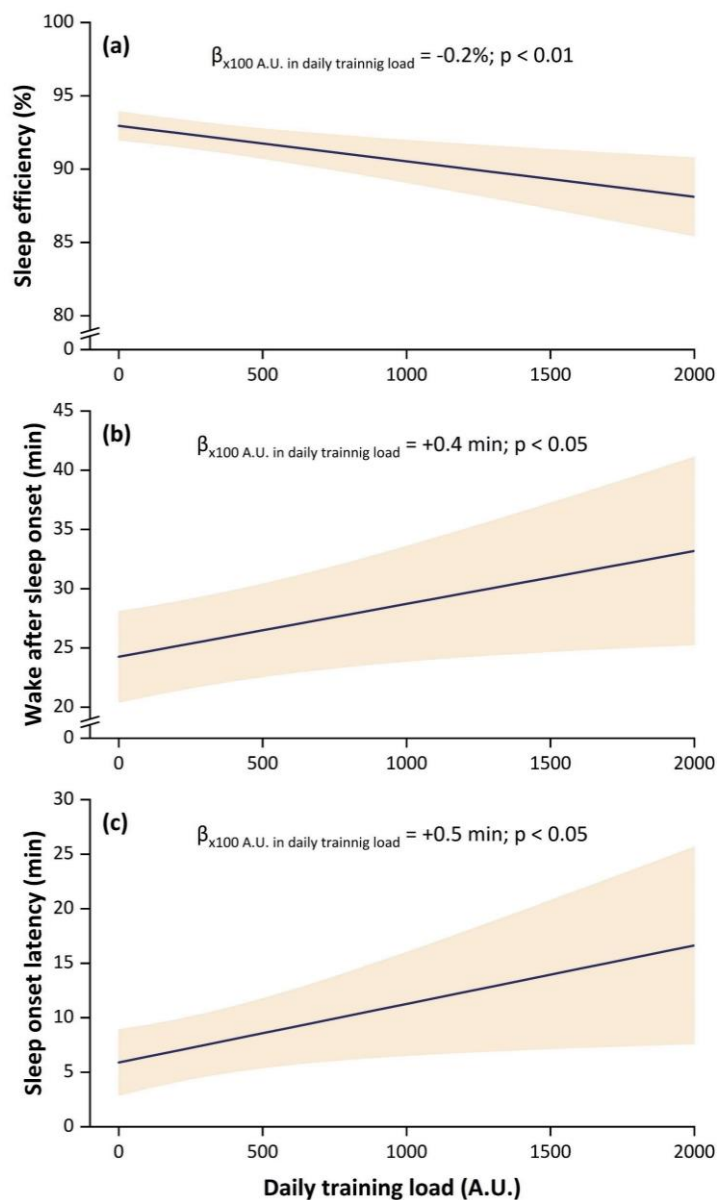 (a)
βx100 A.U. in daily trainnig load = -0.2%; p < 0.01
Sleep efficiency (%)
100
95
90
85
80
0
0 500 1000 1500 2000
(b)
βx100 A.U. in daily trainnig load = +0.4 min; p < 0.05
Wake after sleep onset (min)
45
40
35
30
25
20
0
0 500 1000 1500 2000
(c)
βx100 A.U. in daily trainnig load = +0.5 min; p < 0.05
Sleep onset latency (min)
30
25
20
15
10
5
0
0 500 1000 1500 2000
Daily training load (A.U.)